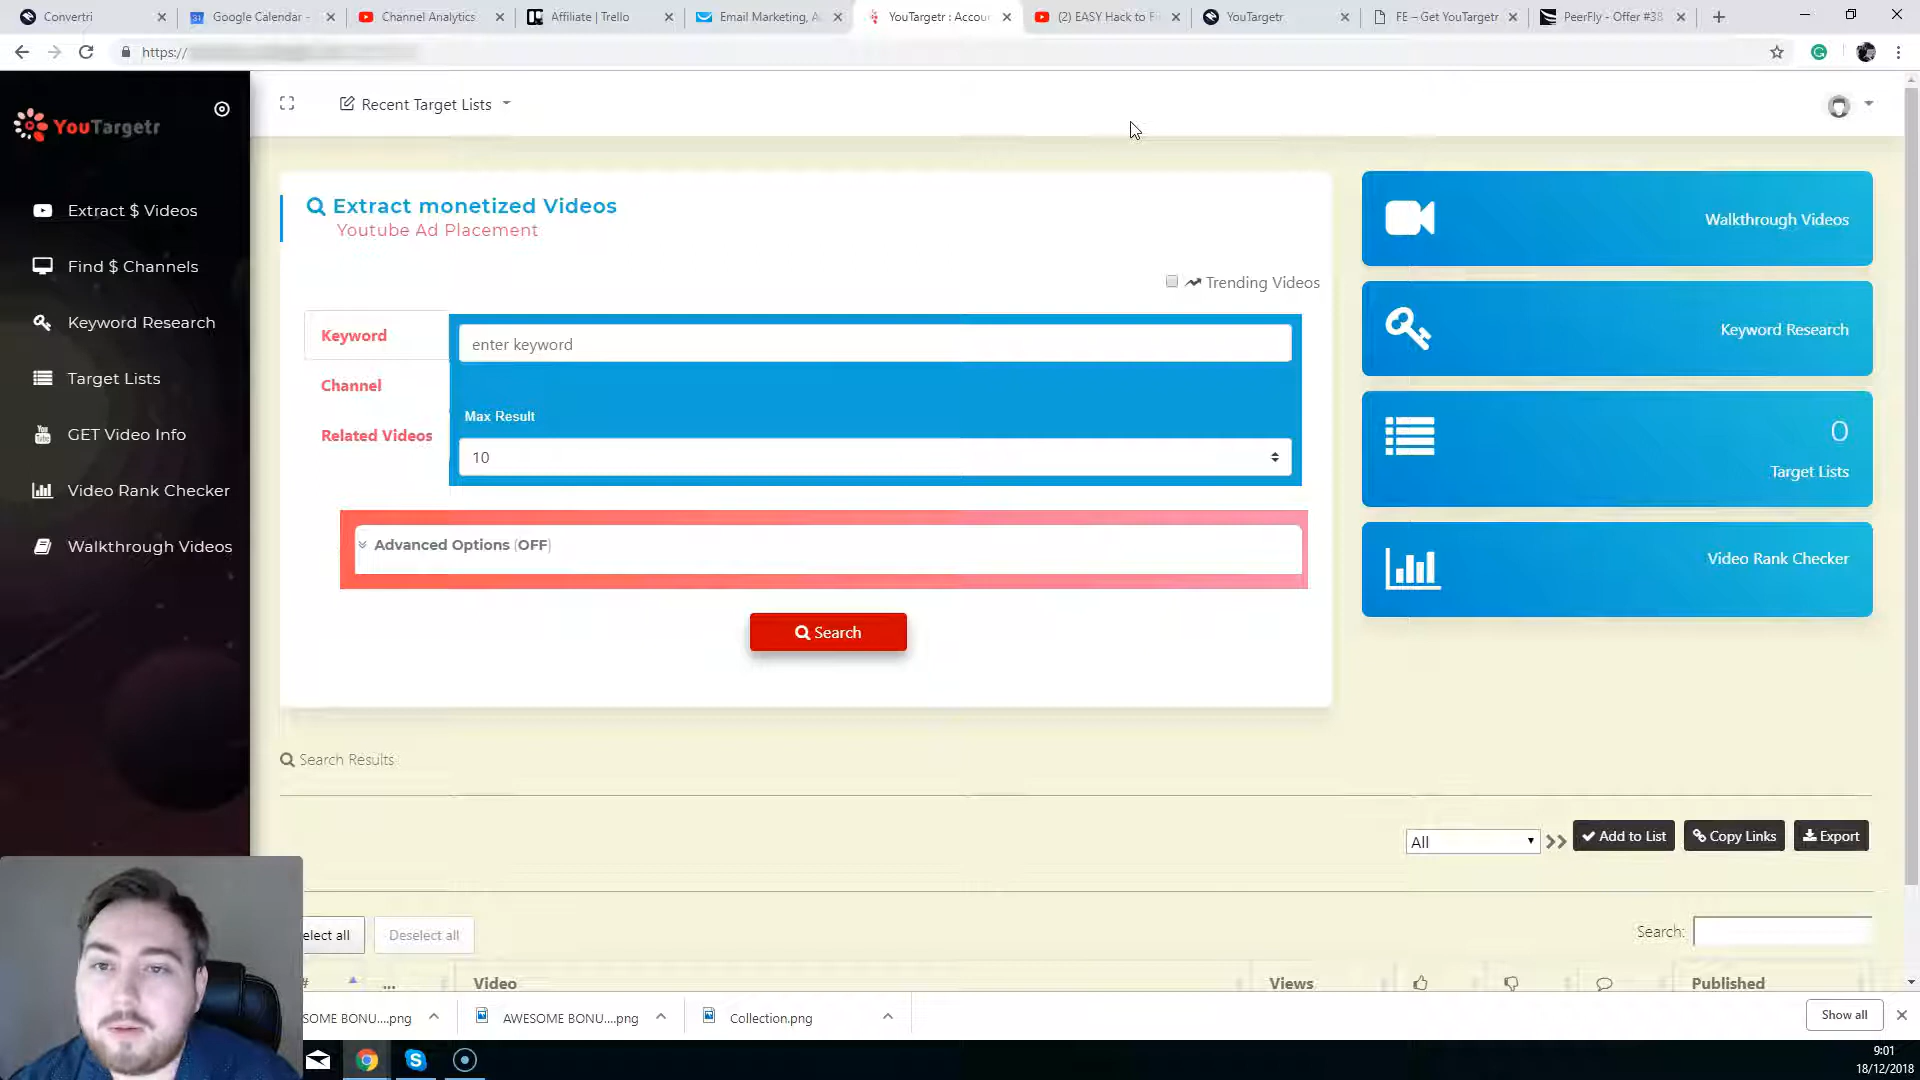 Convertri
Google Calendar -
Channel Analytics
Affiliate | Trello
Email Marketing, A
YouTargetr : Accou
(2) EASY Hack to F
YouTargetr
FE – Get YouTargetr
PeerFly - Offer #38
https://
YouTargetr
Recent Target Lists
Extract $ Videos
Find $ Channels
Keyword Research
Target Lists
GET Video Info
Video Rank Checker
Walkthrough Videos
Extract monetized Videos
Youtube Ad Placement
Trending Videos
Keyword
enter keyword
Channel
Max Result
Related Videos
10
Advanced Options (OFF)
Search
Walkthrough Videos
Keyword Research
0
Target Lists
Video Rank Checker
Search Results
All
Add to List
Copy Links
Export
elect all
Deselect all
Search:
#
...
Video
Views
Published
SOME BONU....png
AWESOME BONU....png
Collection.png
Show all
9:01
18/12/2018